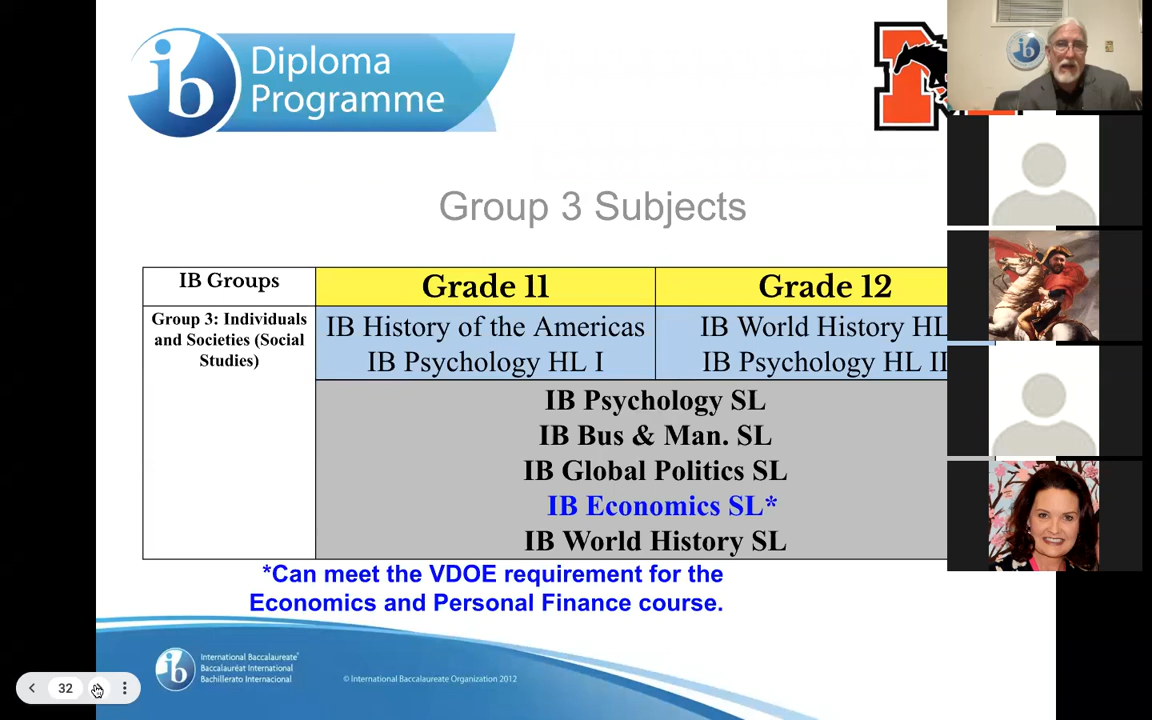 ib
Diploma
Programme
Group 3 Subjects
IB Groups
Grade 11
Grade 12
Group 3: Individuals
and Societies (Social
Studies)
IB History of the Americas
IB Psychology HL I
IB World History HL
IB Psychology HL II
IB Psychology SL
IB Bus & Man. SL
IB Global Politics SL
IB Economics SL*
IB World History SL
*Can meet the VDOE requirement for the
Economics and Personal Finance course.
ib
International Baccalaureate®
Baccalauréat International
Bachillerato Internacional
© International Baccalaureate Organization 2012
32